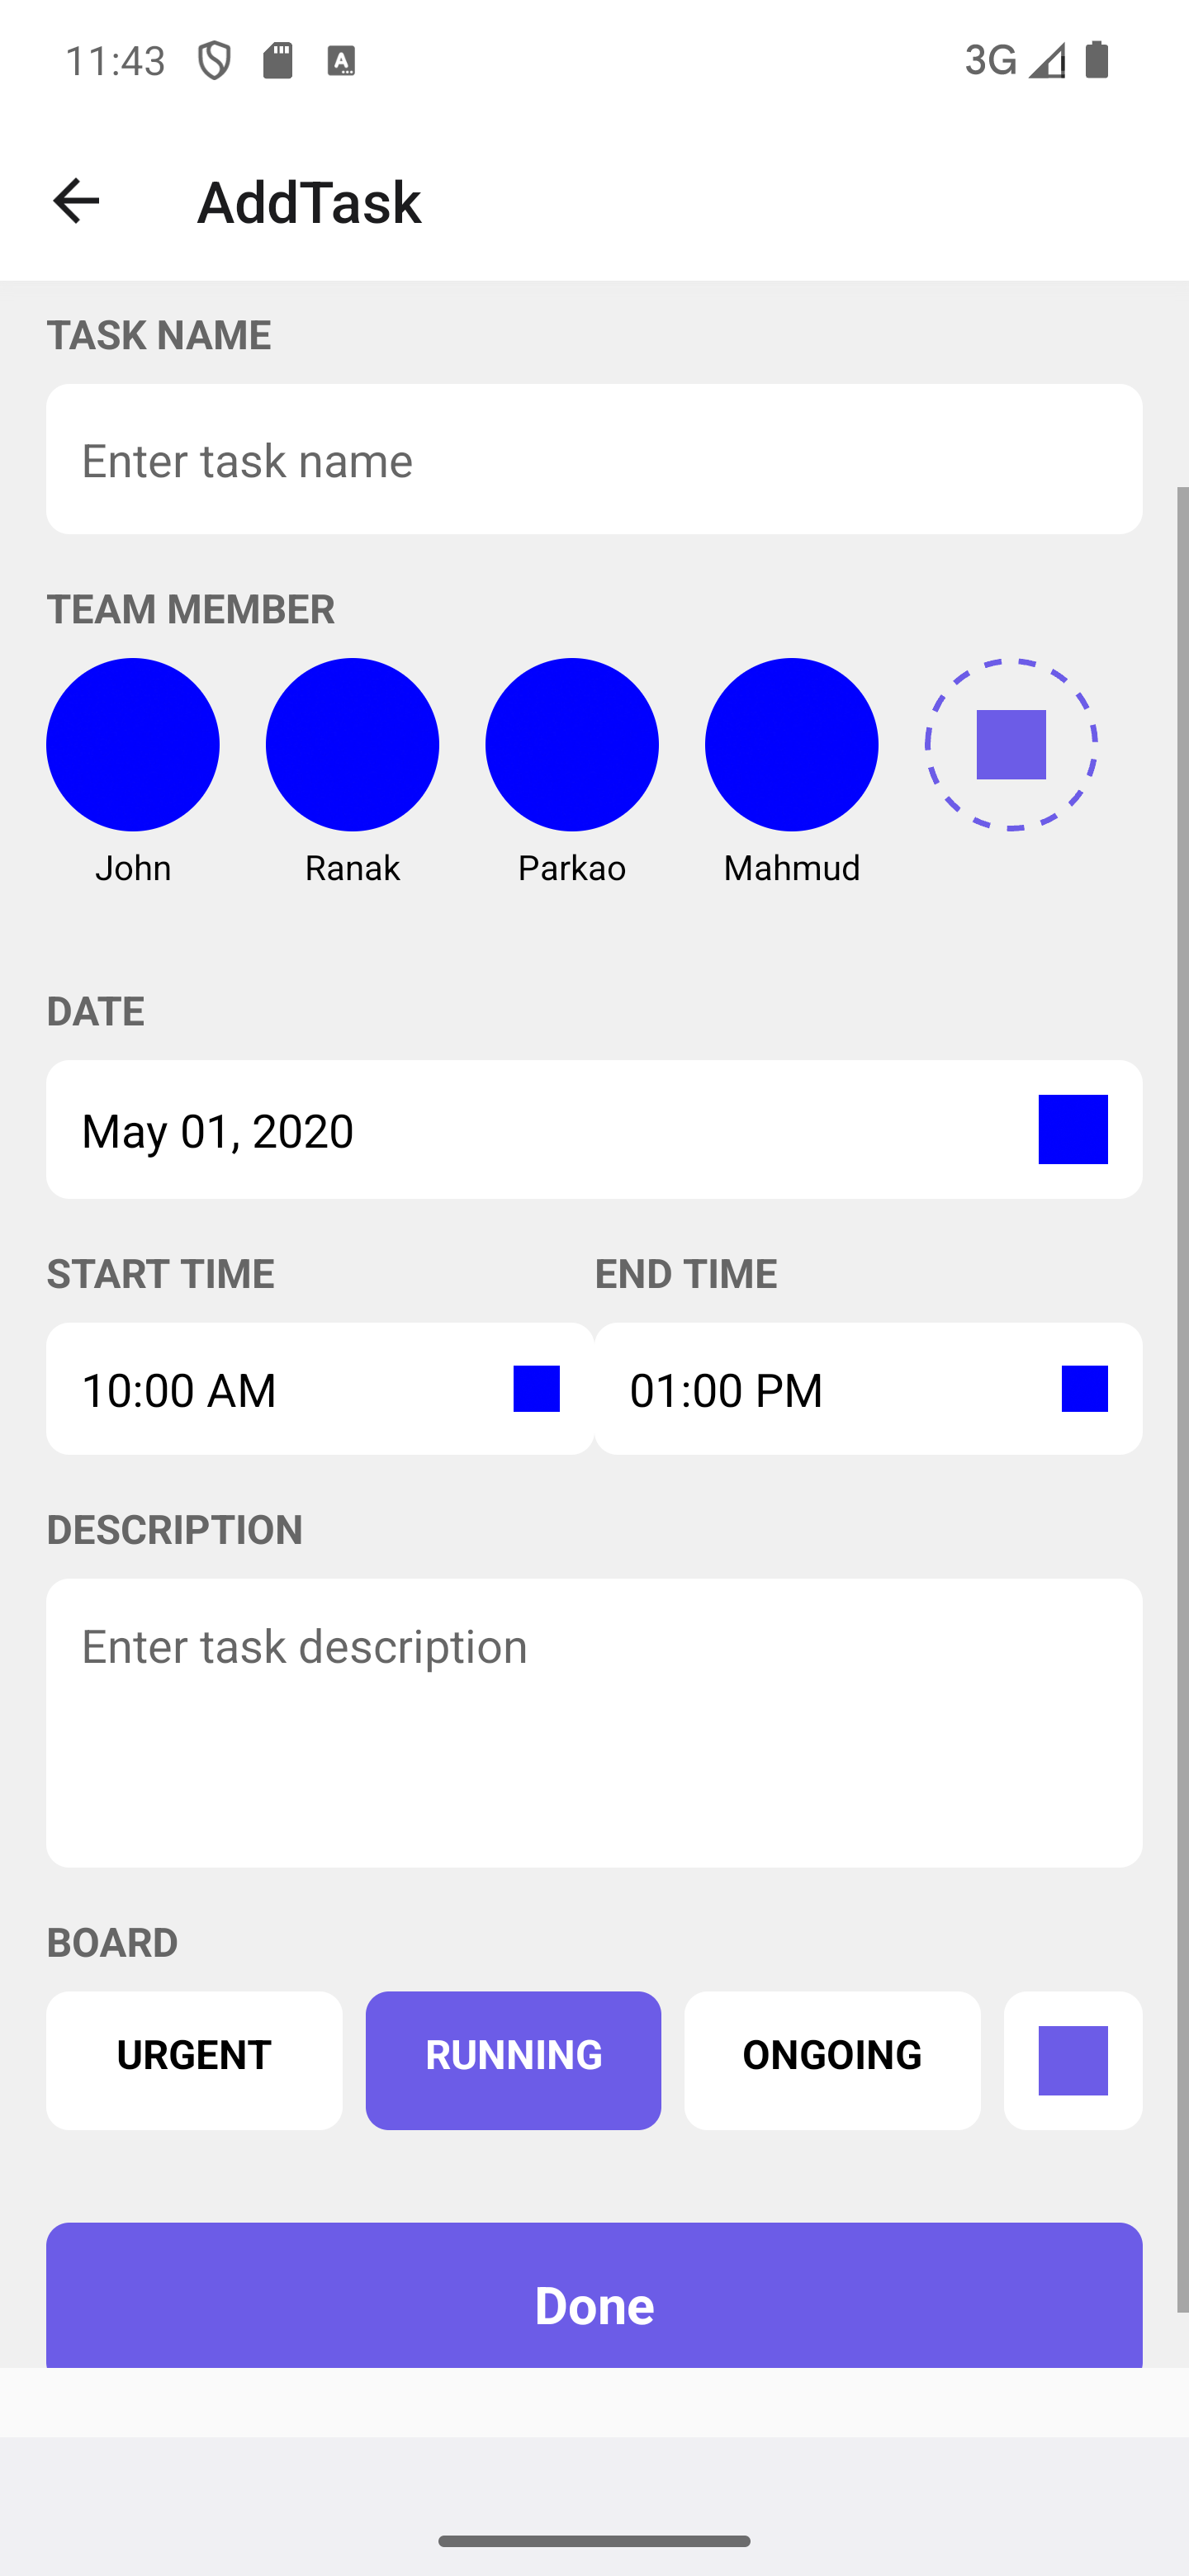 11:43
3G
AddTask
TASK NAME
Enter task name
TEAM MEMBER
John Ranak Parkao Mahmud
DATE
May 01, 2020
START TIME END TIME
10:00 AM 01:00 PM
DESCRIPTION
Enter task description
BOARD
URGENT RUNNING ONGOING
Done